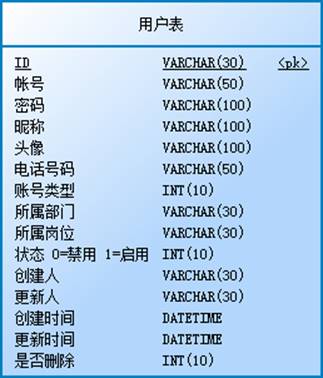 用户表
ID VARCHAR(30) <pk>
帐号 VARCHAR(50)
密码 VARCHAR(100)
昵称 VARCHAR(100)
头像 VARCHAR(100)
电话号码 VARCHAR(50)
账号类型 INT(10)
所属部门 VARCHAR(30)
所属岗位 VARCHAR(30)
状态 0=禁用 1=启用 INT(10)
创建人 VARCHAR(30)
更新人 VARCHAR(30)
创建时间 DATETIME
更新时间 DATETIME
是否删除 INT(10)